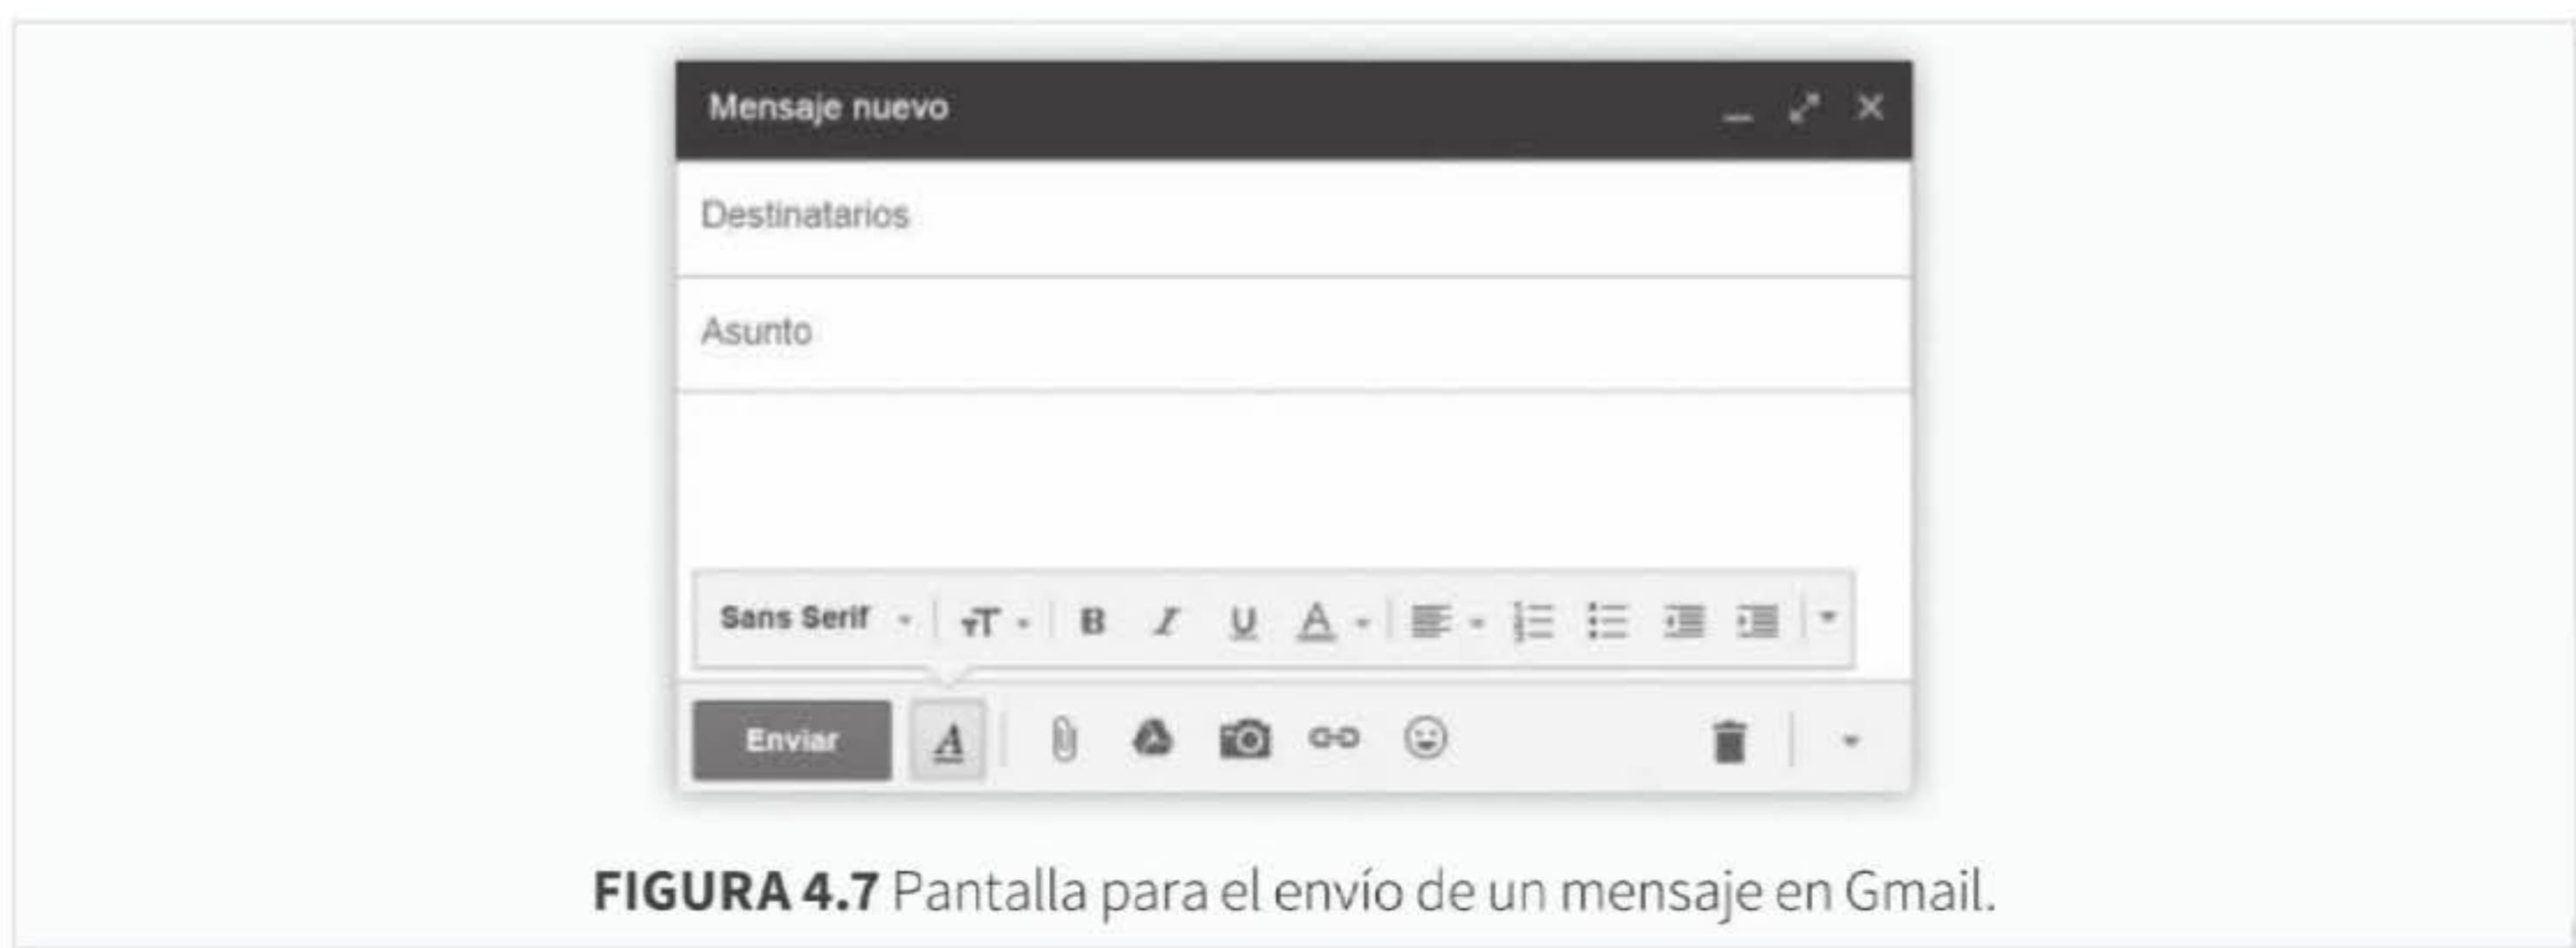 Mensaje nuevo
Destinatarios
Asunto
Sans Serif
Enviar
FIGURA 4.7 Pantalla para el envío de un mensaje en Gmail.